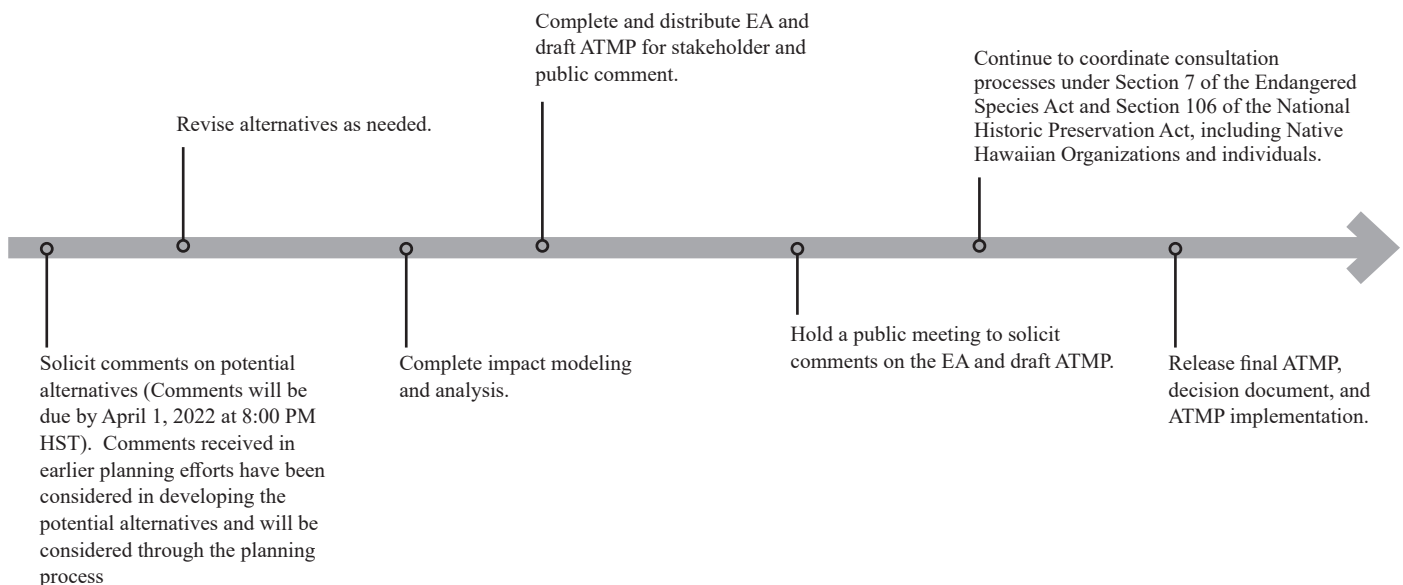 Complete and distribute EA and
draft ATMP for stakeholder and
public comment.
Continue to coordinate consultation
processes under Section 7 of the Endangered
Species Act and Section 106 of the National
Historic Preservation Act, including Native
Hawaiian Organizations and individuals.
Revise alternatives as needed.
Solicit comments on potential
alternatives (Comments will be
due by April 1, 2022 at 8:00 PM
HST).  Comments received in
earlier planning efforts have been
considered in developing the
potential alternatives and will be
considered through the planning
process
Complete impact modeling
and analysis.
Hold a public meeting to solicit
comments on the EA and draft ATMP.
Release final ATMP,
decision document, and
ATMP implementation.